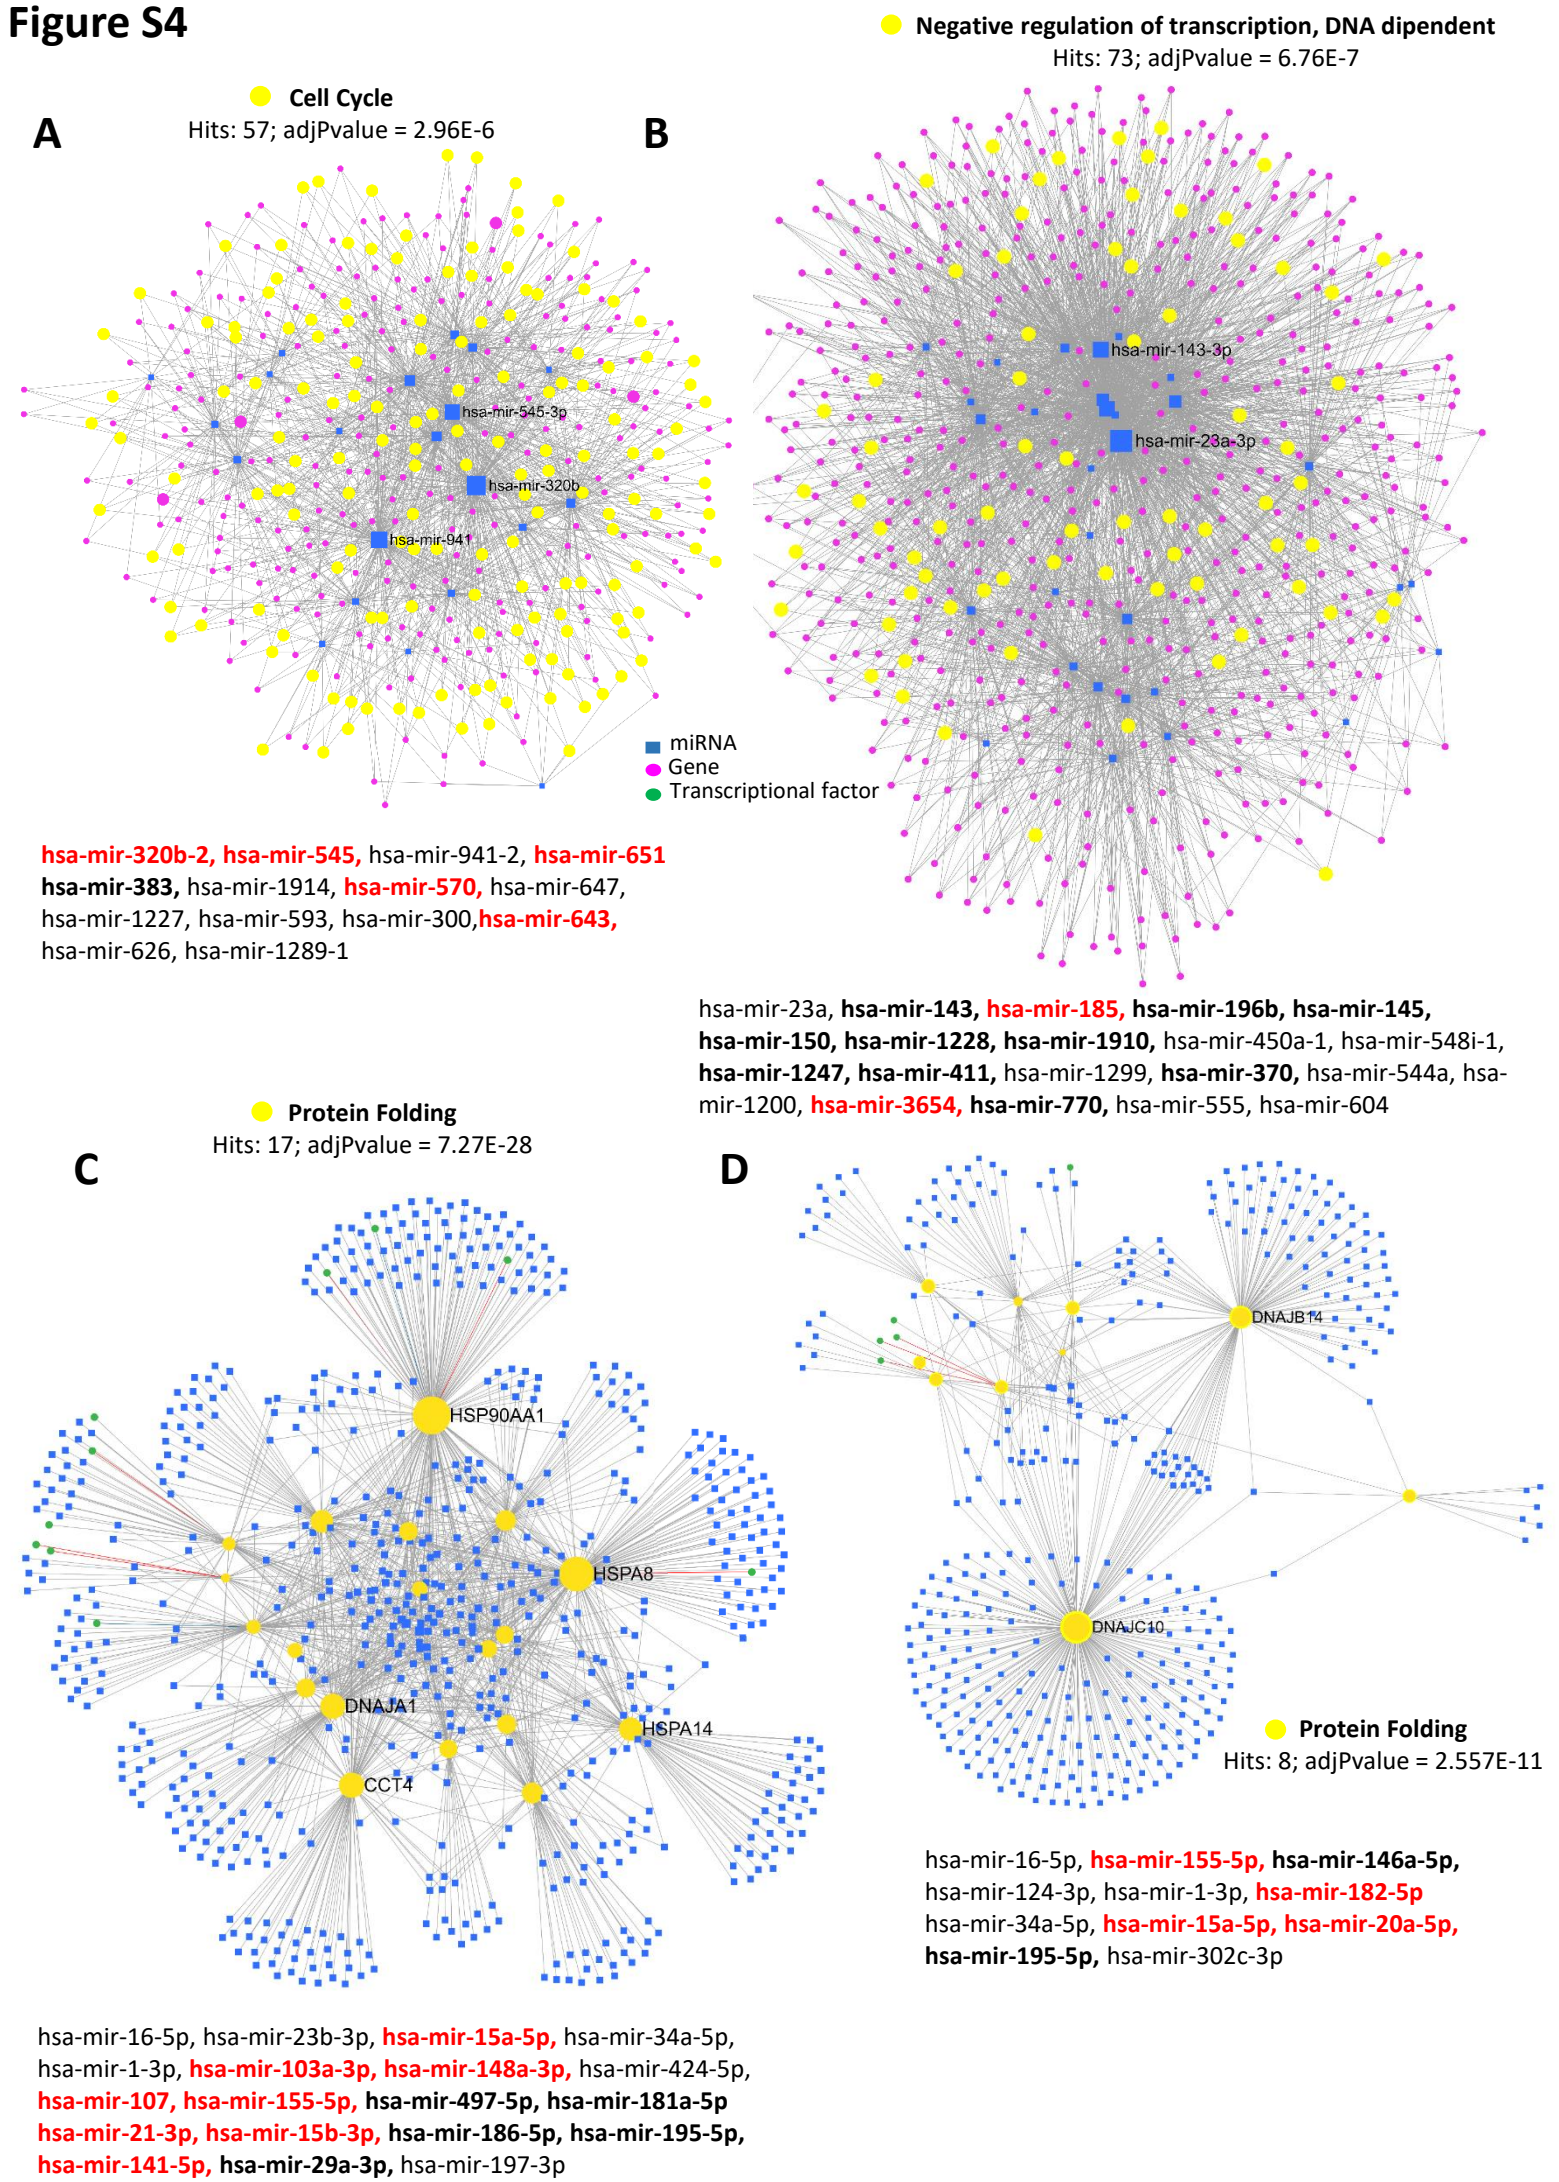 Figure S4
Negative regulation of transcription, DNA dipendent
Hits: 73; adjPvalue = 6.76E-7
Cell Cycle
Hits: 57; adjPvalue = 2.96E-6
A
B
hsa-mir-143-3p
hsa-mir-545-3p
hsa-mir-23a-3p
hsa-mir-320b
hsa-mir-941
miRNA
Gene
Transcriptional factor
hsa-mir-320b-2, hsa-mir-545, hsa-mir-941-2, hsa-mir-651
hsa-mir-383, hsa-mir-1914, hsa-mir-570, hsa-mir-647,
hsa-mir-1227, hsa-mir-593, hsa-mir-300,hsa-mir-643,
hsa-mir-626, hsa-mir-1289-1
hsa-mir-23a, hsa-mir-143, hsa-mir-185, hsa-mir-196b, hsa-mir-145,
hsa-mir-150, hsa-mir-1228, hsa-mir-1910, hsa-mir-450a-1, hsa-mir-548i-1,
hsa-mir-1247, hsa-mir-411, hsa-mir-1299, hsa-mir-370, hsa-mir-544a, hsa-
mir-1200, hsa-mir-3654, hsa-mir-770, hsa-mir-555, hsa-mir-604
Protein Folding
Hits: 17; adjPvalue = 7.27E-28
C
D
DNAJB14
HSP90AA1
HSPA8
DNAJC10
DNAJA1
HSPA14
CCT4
Protein Folding
Hits: 8; adjPvalue = 2.557E-11
hsa-mir-16-5p, hsa-mir-155-5p, hsa-mir-146a-5p,
hsa-mir-124-3p, hsa-mir-1-3p, hsa-mir-182-5p
hsa-mir-34a-5p, hsa-mir-15a-5p, hsa-mir-20a-5p,
hsa-mir-195-5p, hsa-mir-302c-3p
hsa-mir-16-5p, hsa-mir-23b-3p, hsa-mir-15a-5p, hsa-mir-34a-5p,
hsa-mir-1-3p, hsa-mir-103a-3p, hsa-mir-148a-3p, hsa-mir-424-5p,
hsa-mir-107, hsa-mir-155-5p, hsa-mir-497-5p, hsa-mir-181a-5p
hsa-mir-21-3p, hsa-mir-15b-3p, hsa-mir-186-5p, hsa-mir-195-5p,
hsa-mir-141-5p, hsa-mir-29a-3p, hsa-mir-197-3p